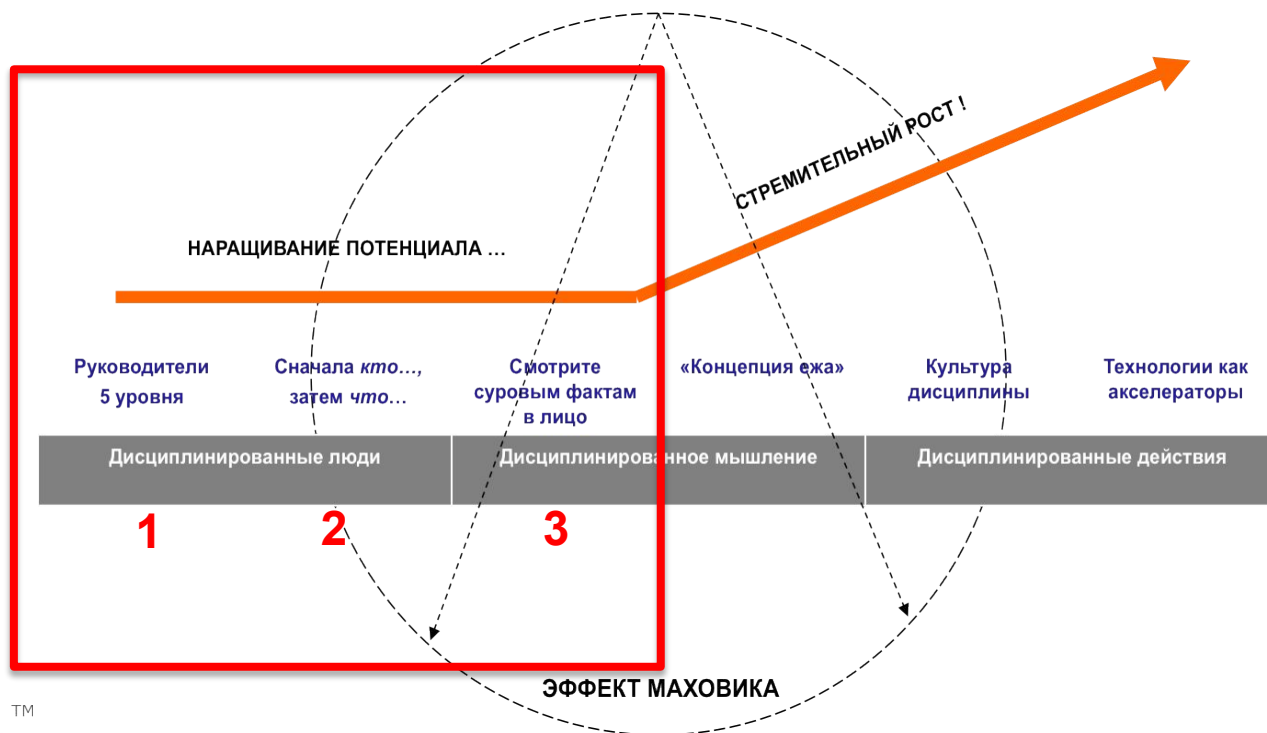 СТРЕМИТЕЛЬНЫЙ РОСТ !
НАРАЩИВАНИЕ ПОТЕНЦИАЛА ...
Руководители
5 уровня
Сначала кто...,
затем что...
Смотрите
суровым фактам
в лицо
«Концепция ежа»
Культура
дисциплины
Технологии как
акселераторы
Дисциплинированные люди
Дисциплинированное мышление
Дисциплинированные действия
1
2
3
ЭФФЕКТ МАХОВИКА
TM